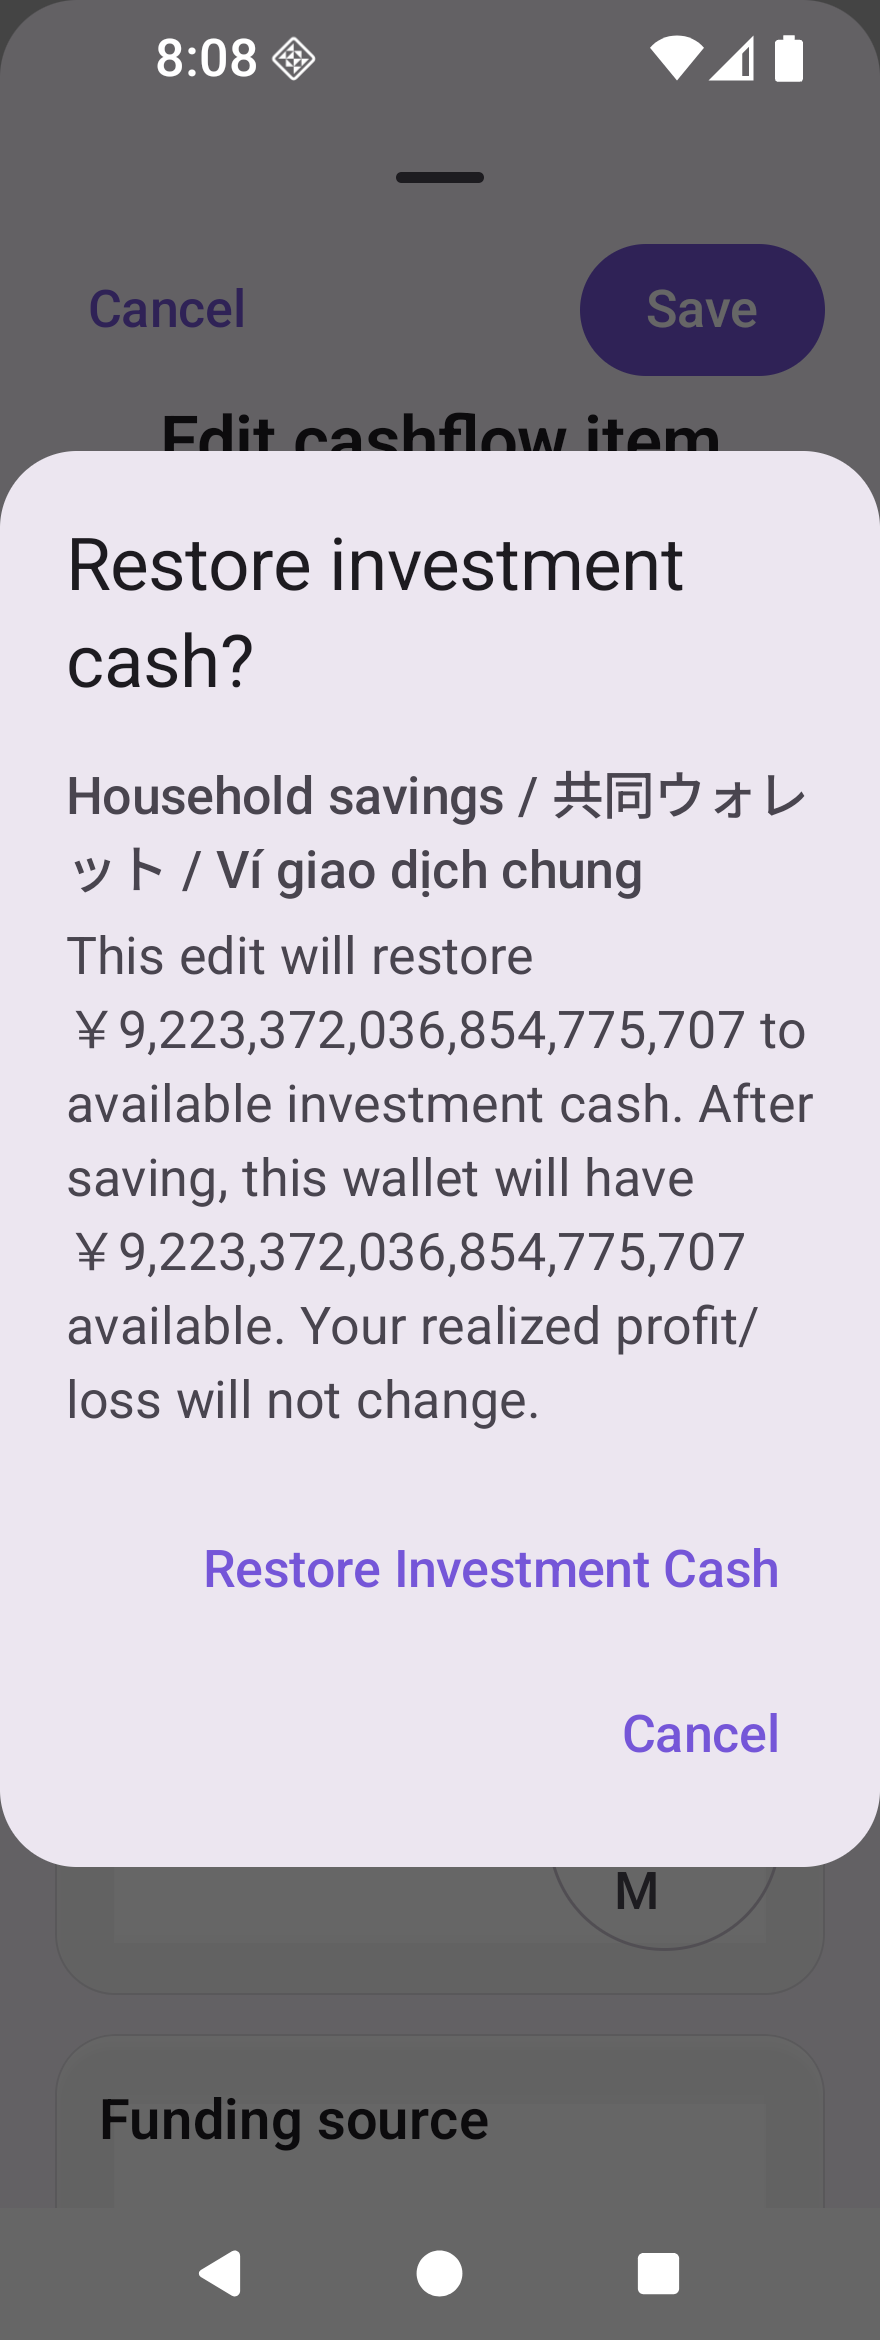 8:08
Cancel
Save
Edit cashflow item
Restore investment
cash?
Household savings / 共同ウォレ
ット / Ví giao dịch chung
This edit will restore
￥9,223,372,036,854,775,707 to
available investment cash. After
saving, this wallet will have
￥9,223,372,036,854,775,707
available. Your realized profit/
loss will not change.
Restore Investment Cash
Cancel
M
Funding source